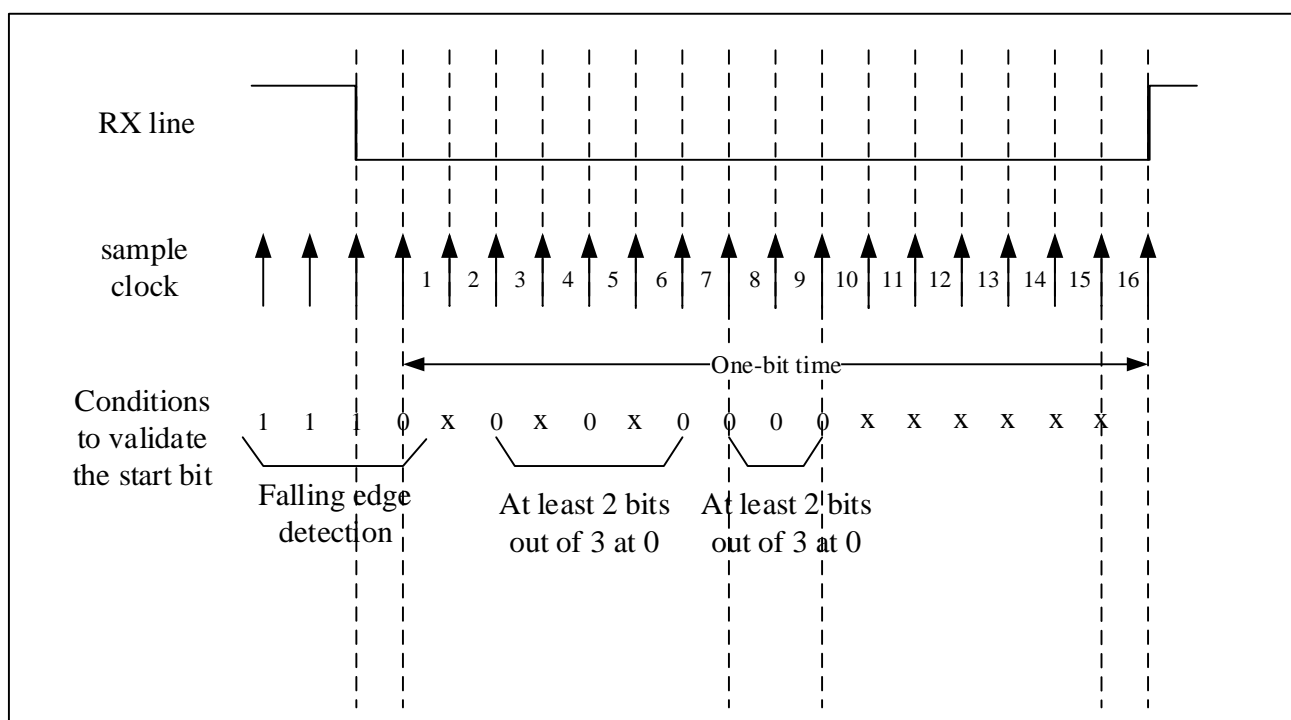 RX line
sample
clock
1 2 3 4 5 6 7 8 9 10 11 12 13 14 15 16
One-bit time
Conditions
to validate
the start bit
1 1 1 0 x 0 x 0 x 0 0 0 0 x x x x x x
Falling edge
detection
At least 2 bits
out of 3 at 0
At least 2 bits
out of 3 at 0